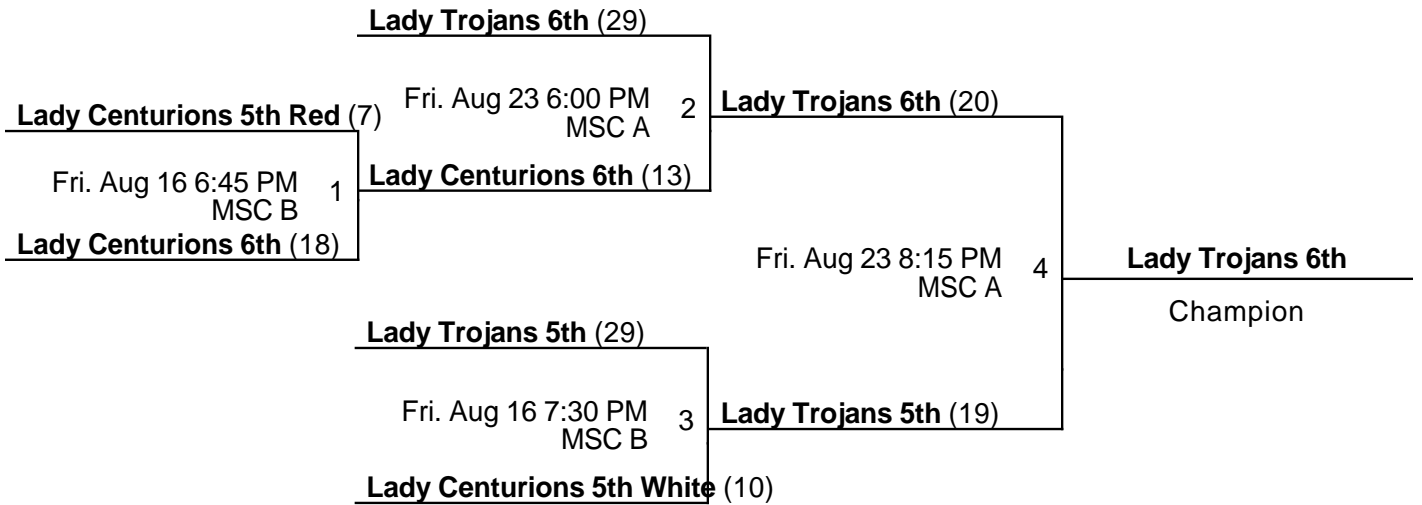 Lady Trojans 6th (29)
Fri. Aug 23 6:00 PM 2
MSC A
Lady Trojans 6th (20)
Lady Centurions 5th Red (7)
Fri. Aug 16 6:45 PM 1
MSC B
Lady Centurions 6th (13)
Lady Centurions 6th (18)
Fri. Aug 23 8:15 PM 4
MSC A
Lady Trojans 6th
Champion
Lady Trojans 5th (29)
Fri. Aug 16 7:30 PM 3
MSC B
Lady Trojans 5th (19)
Lady Centurions 5th White (10)